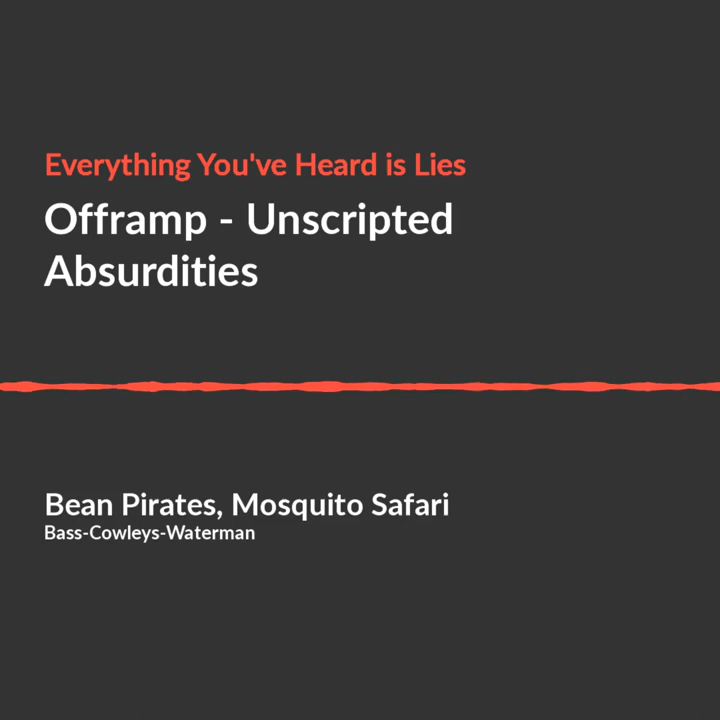 Everything You've Heard is Lies
Offramp - Unscripted
Absurdities
Bean Pirates, Mosquito Safari
Bass-Cowleys-Waterman